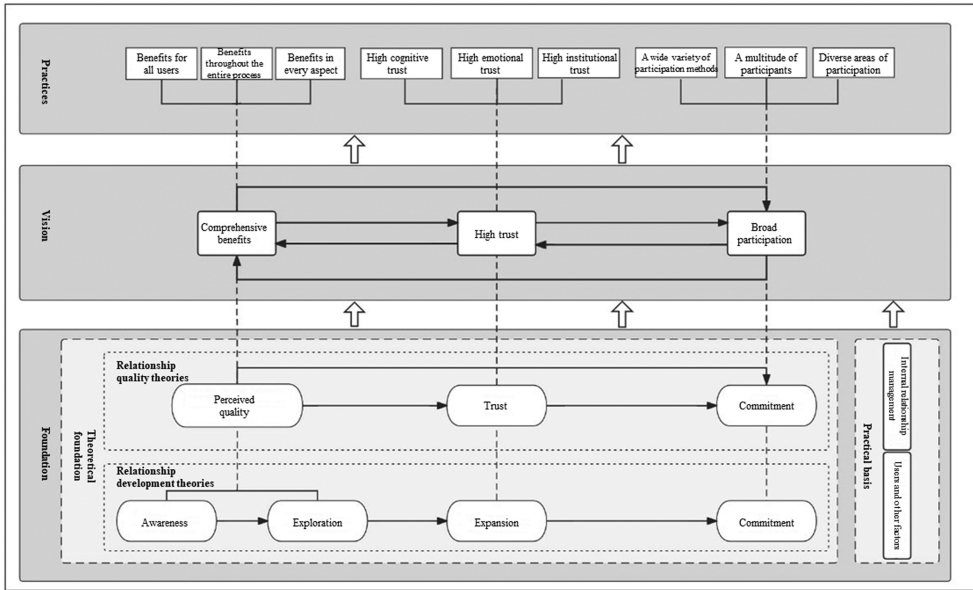 Practices
Benefits for
all users
Benefits
throughout the
entire process
Benefits in
every aspect
High cognitive
trust
High emotional
trust
High institutional
trust
A wide variety of
participation methods
A multitude of
participants
Diverse areas of
participation
Vision
Comprehensive
benefits
High trust
Broad
participation
Foundation
Theoretical
foundation
Relationship
quality theories
Perceived
quality
Trust
Commitment
Relationship
development theories
Awareness
Exploration
Expansion
Commitment
Practical basis
Internal relationship
management
Users and other factors